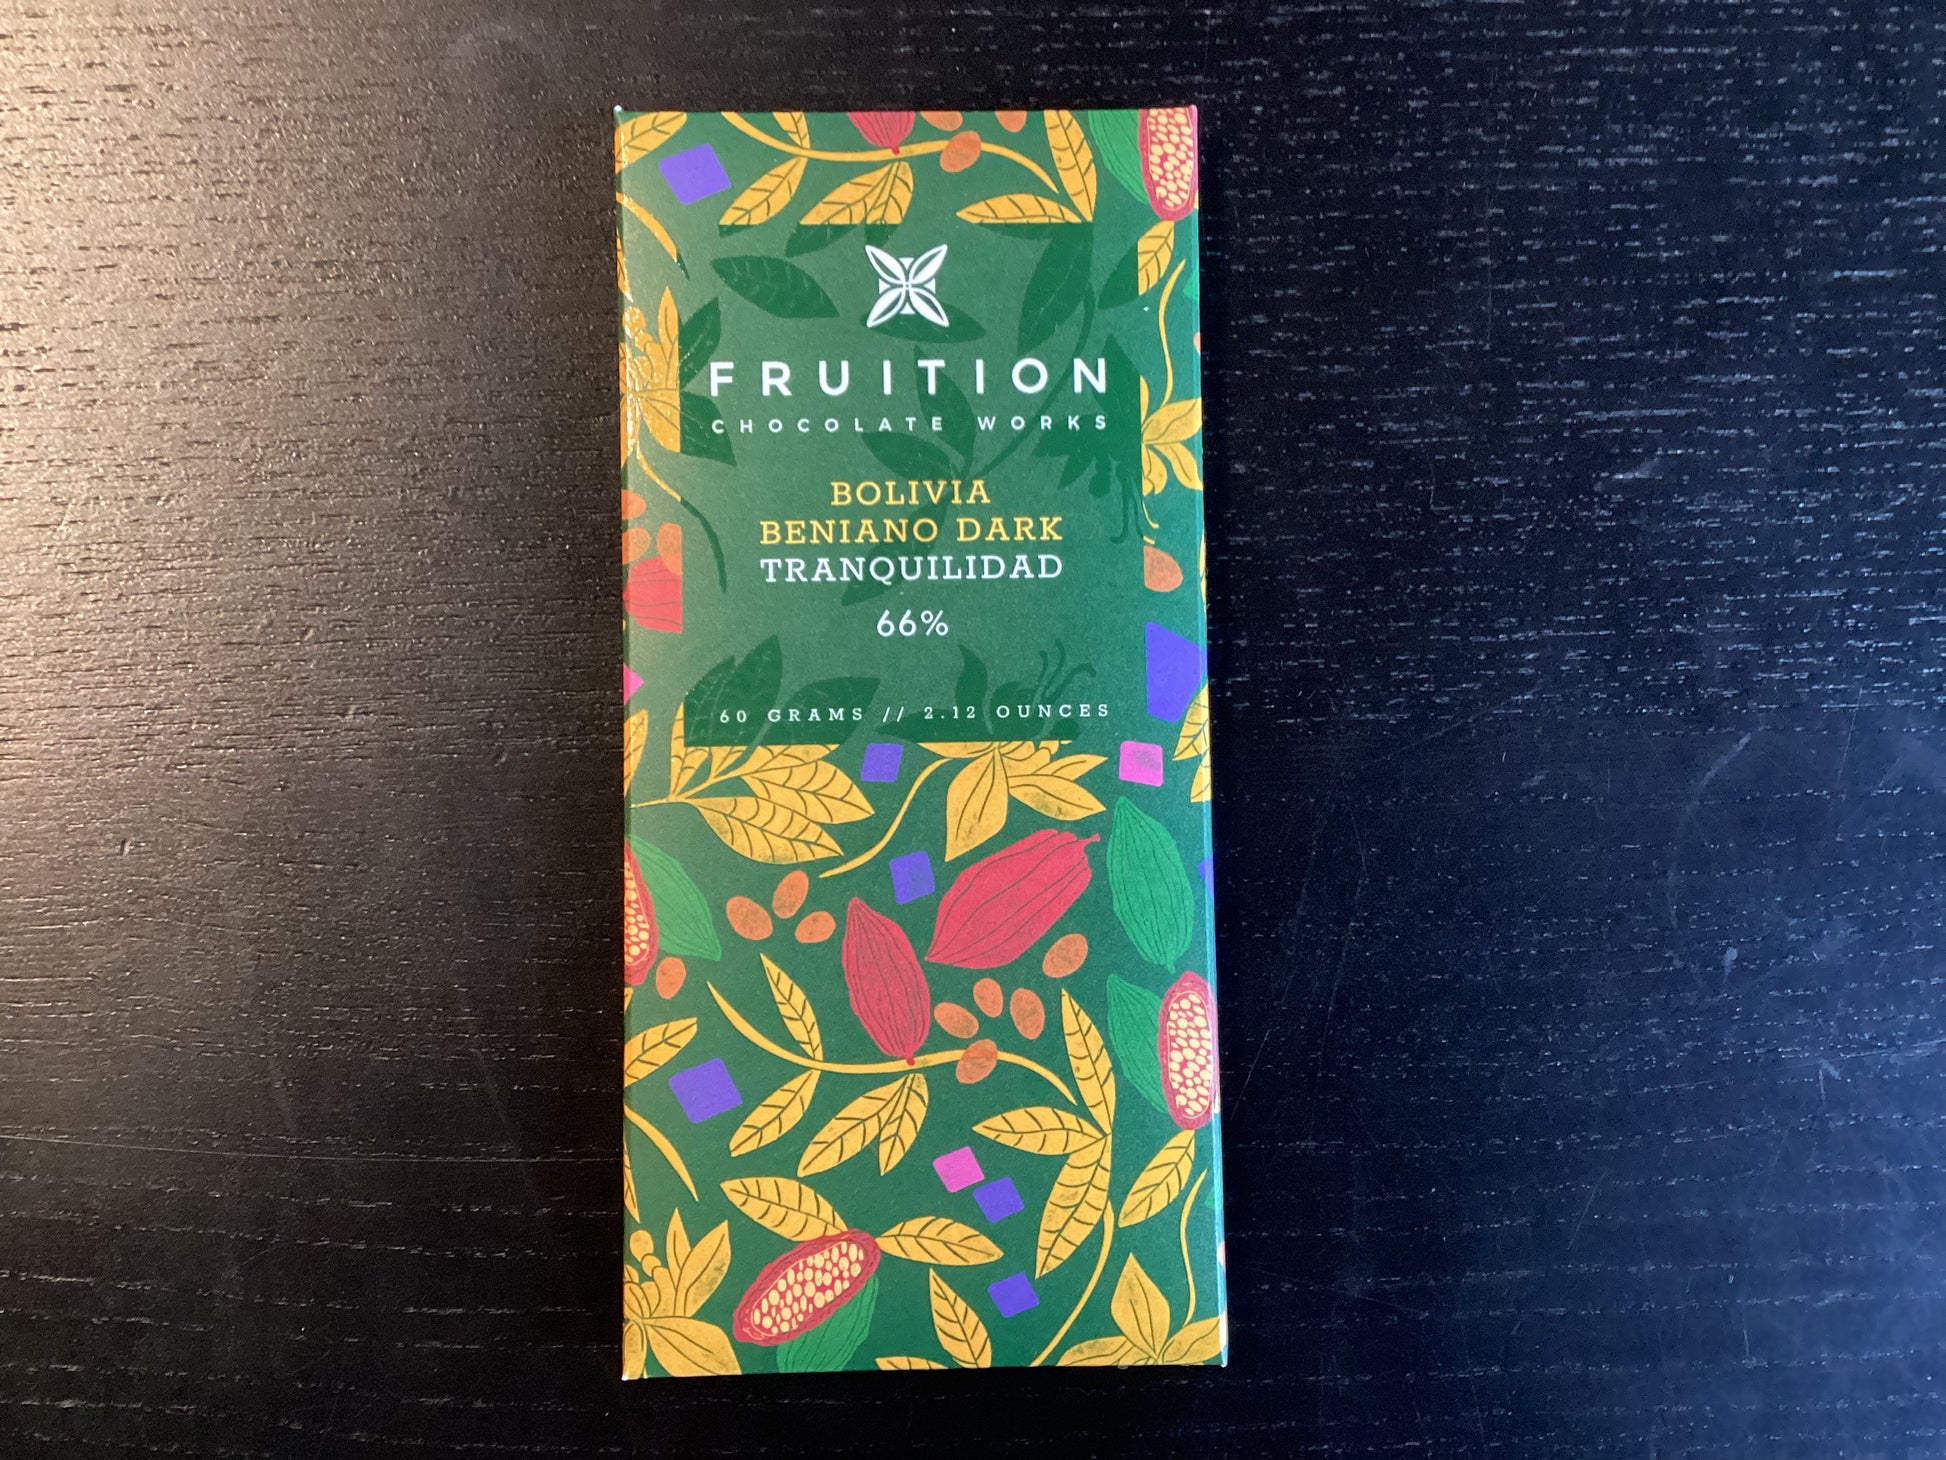 FRUITION
CHOCOLATE WORKS
BOLIVIA
BENIANO DARK
TRANQUILIDAD
66%
60 GRAMS // 2.12 OUNCES